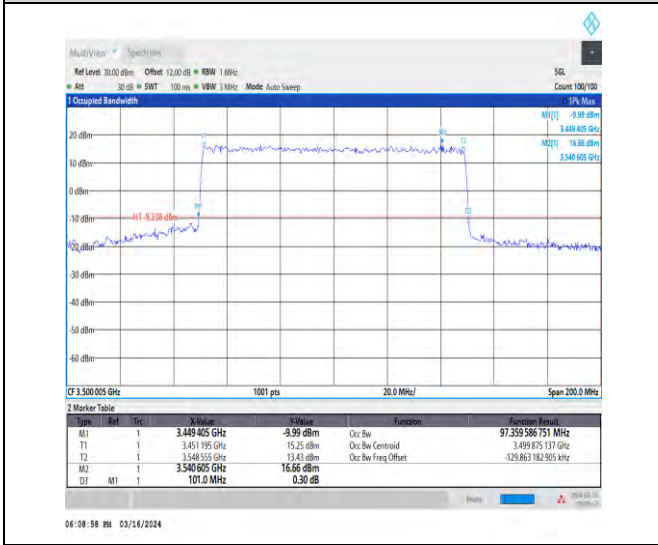 MultiView Spectrum
Ref Level 30.00 dBm Offset 12.00 dB RBW 1 MHz SGL
Att 30 dB SWT 100 ms VBW 3 MHz Mode Auto Sweep Count 100/100
1 Occupied Bandwidth 1Pk Max
M1[1] -9.99 dBm
3.449 405 GHz
M2[1] 16.66 dBm
3.540 605 GHz
20 dBm
10 dBm
0 dBm
-10 dBm
H1 -9.338 dBm
-20 dBm
-30 dBm
-40 dBm
-50 dBm
-60 dBm
M1
T1
M2
T2
D3
CF 3.500 005 GHz 1001 pts 20.0 MHz/ Span 200.0 MHz
2 Marker Table
Type Ref Trc X-Value Y-Value Function Function Result
M1 1 3.449 405 GHz -9.99 dBm Occ Bw 97.359 586 751 MHz
T1 1 3.451 195 GHz 15.25 dBm Occ Bw Centroid 3.499 875 137 GHz
T2 1 3.548 555 GHz 13.43 dBm Occ Bw Freq Offset -129.863 182 905 kHz
M2 1 3.540 605 GHz 16.66 dBm
D3 M1 1 101.0 MHz 0.30 dB
06:08:58 PM 03/16/2024